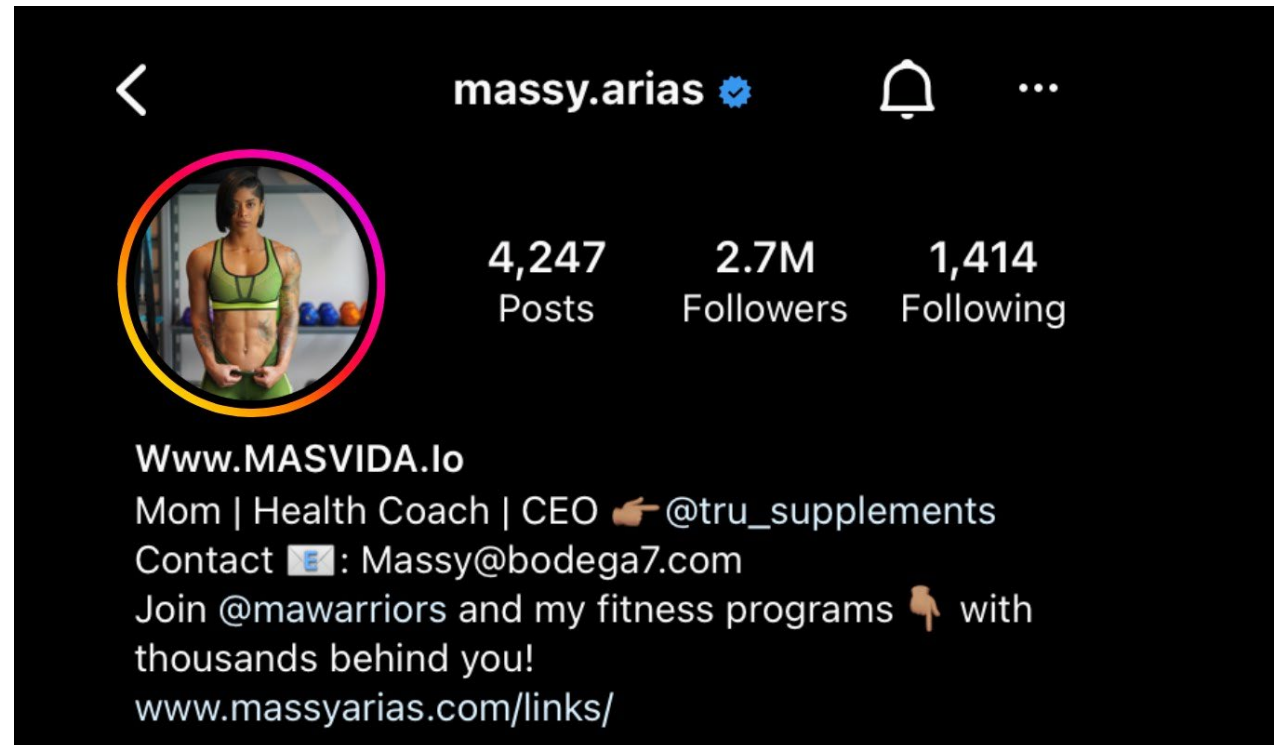 massy.arias
4,247 2.7M 1,414
Posts Followers Following
Www.MASVIDA.Io
Mom | Health Coach | CEO 👉🏽 @tru_supplements
Contact 📧: Massy@bodega7.com
Join @mawarriors and my fitness programs 👇🏽 with
thousands behind you!
www.massyarias.com/links/